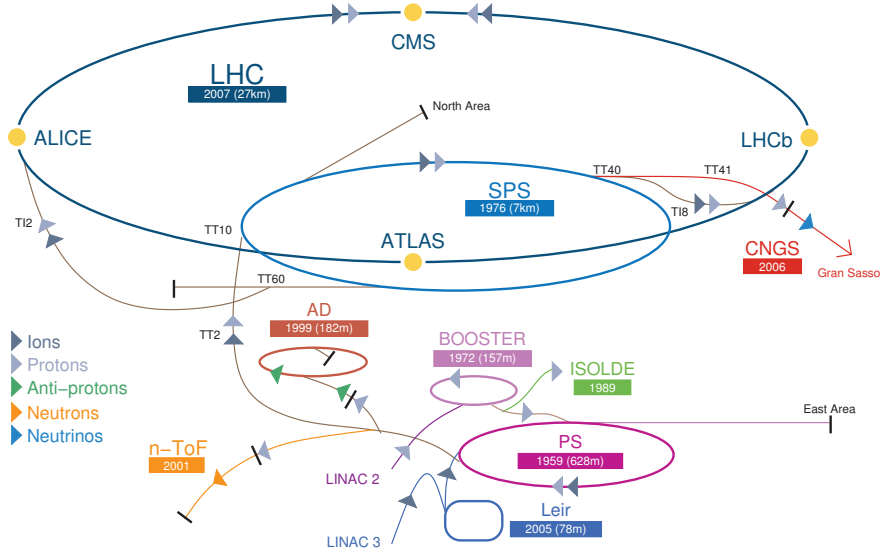 CMS
LHC
2007 (27km)
North Area
ALICE
LHCb
TT40
TT41
SPS
1976 (7km)
TI8
TI2
TT10
ATLAS
CNGS
2006
Gran Sasso
TT60
AD
1999 (182m)
TT2
BOOSTER
1972 (157m)
ISOLDE
1989
Ions
Protons
Anti−protons
Neutrons
Neutrinos
East Area
n−ToF
2001
PS
1959 (628m)
LINAC 2
Leir
2005 (78m)
LINAC 3